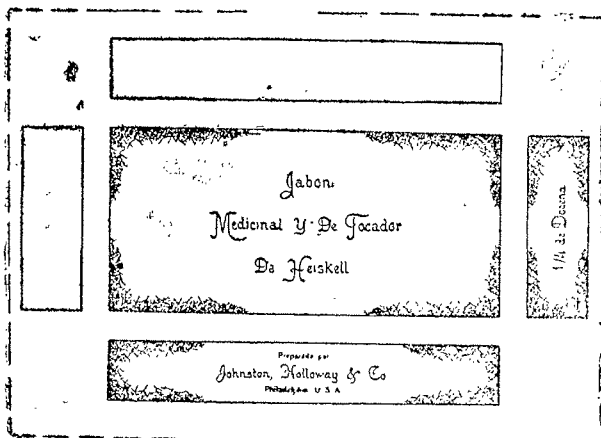 Jabon
Medicinal Y De Tocador
De Heiskell
1/4 de Docena
Preparado por
Johnston, Holloway & Co
Philadelphia U S A